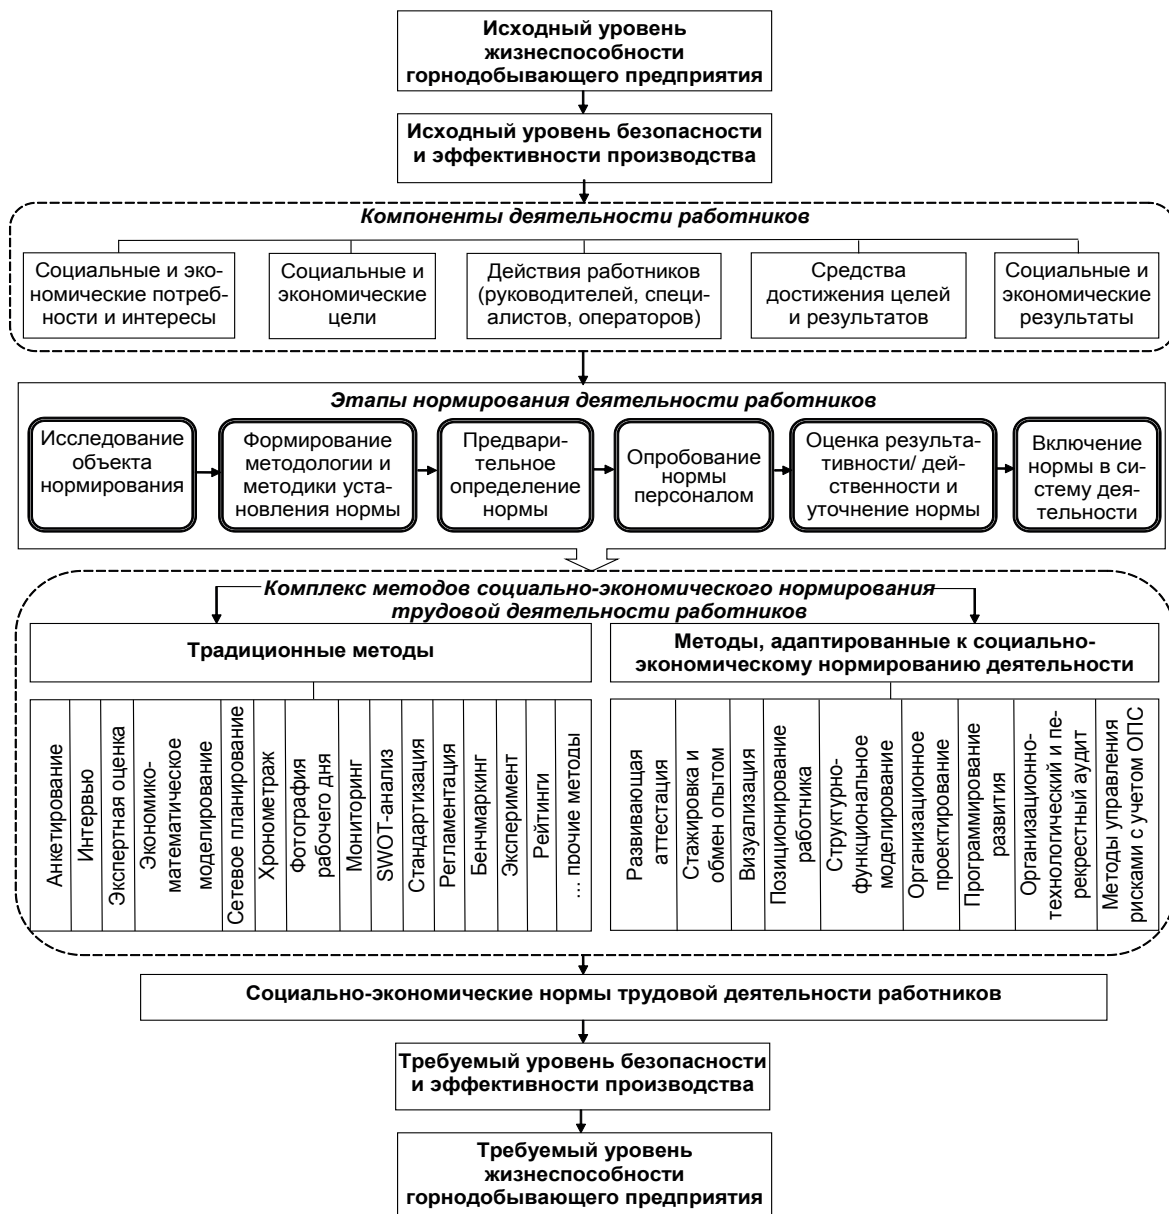 Исходный уровень
жизнеспособности
горнодобывающего предприятия
Исходный уровень безопасности
и эффективности производства
Компоненты деятельности работников
Социальные и эко-
номические потреб-
ности и интересы
Социальные и
экономические
цели
Действия работников
(руководителей, специ-
алистов, операторов)
Средства
достижения целей
и результатов
Социальные и
экономические
результаты
Этапы нормирования деятельности работников
Исследование
объекта
нормирования
Формирование
методологии и
методики уста-
новления нормы
Предвари-
тельное
определение
нормы
Опробование
нормы
персоналом
Оценка результа-
тивности/ дей-
ственности и
уточнение нормы
Включение
нормы в си-
стему дея-
тельности
Комплекс методов социально-экономического нормирования
трудовой деятельности работников
Традиционные методы
Методы, адаптированные к социально-
экономическому нормированию деятельности
Анкетирование
Интервью
Экспертная оценка
Экономико-
математическое
моделирование
Сетевое планирование
Хронометраж
Фотография
рабочего дня
Мониторинг
SWOT-анализ
Стандартизация
Регламентация
Бенчмаркинг
Эксперимент
Рейтинги
... прочие методы
Развивающая
аттестация
Стажировка и
обмен опытом
Визуализация
Позиционирование
работника
Структурно-
функциональное
моделирование
Организационное
проектирование
Программирование
развития
Организационно-
технологический и пе-
рекрестный аудит
Методы управления
рисками с учетом ОПС
Социально-экономические нормы трудовой деятельности работников
Требуемый уровень безопасности
и эффективности производства
Требуемый уровень
жизнеспособности
горнодобывающего предприятия